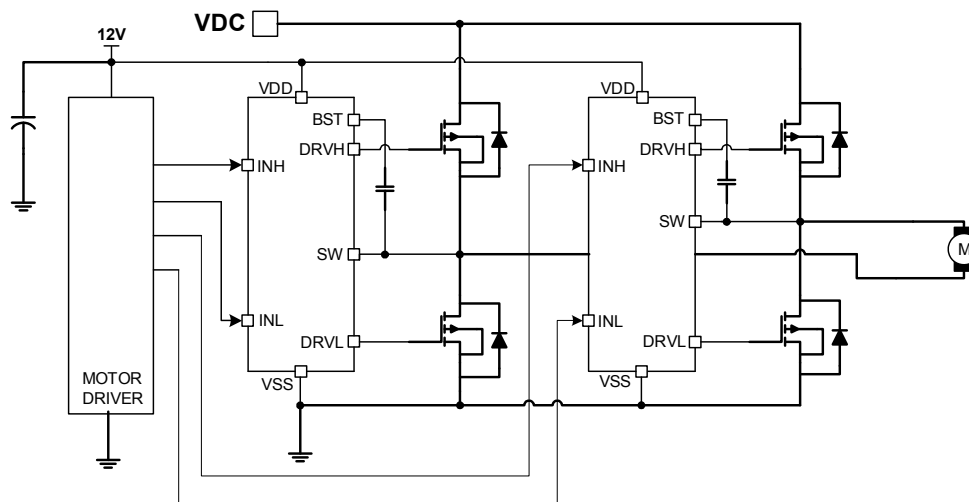 VDC
12V
VDD
VDD
BST
BST
DRVH
DRVH
INH
INH
SW
SW
INL
INL
DRVL
DRVL
VSS
VSS
MOTOR
DRIVER
M